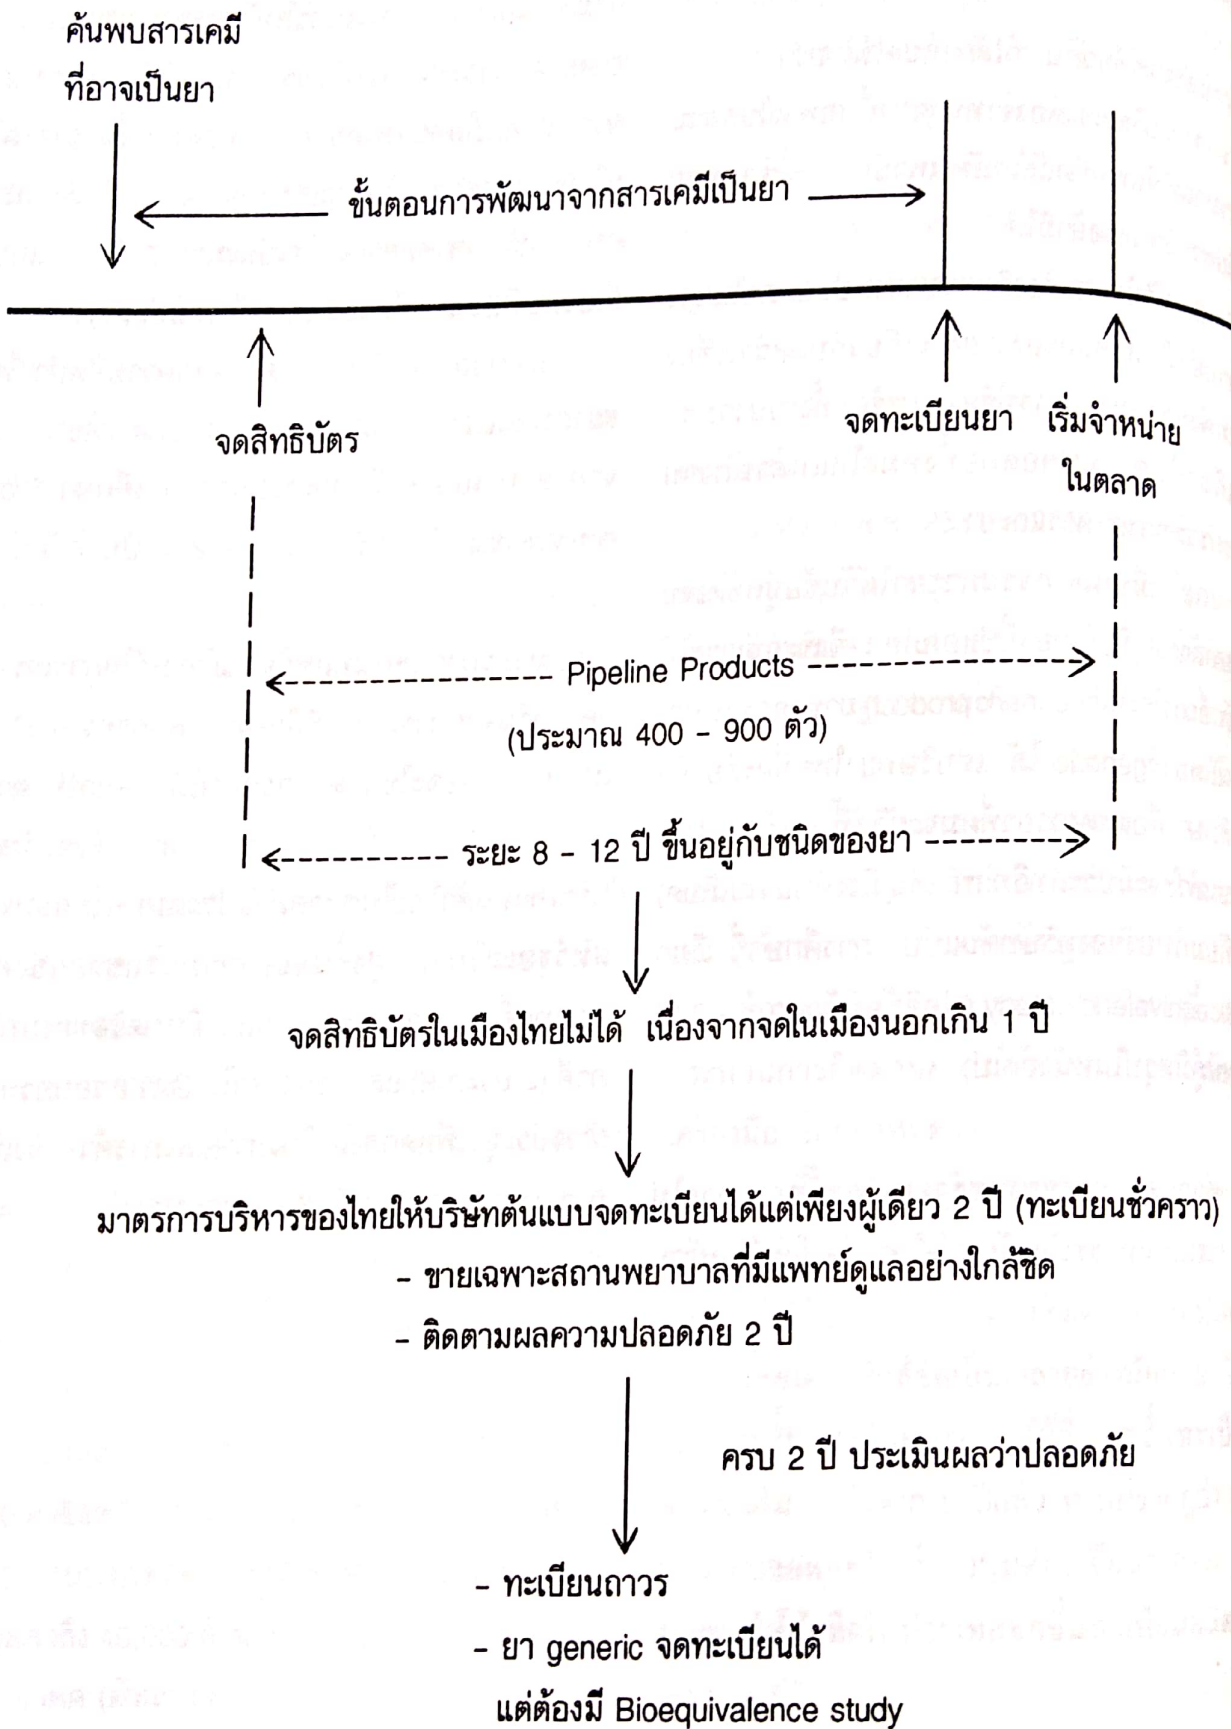 ค้นพบสารเคมี
ที่อาจเป็นยา
ขั้นตอนการพัฒนาจากสารเคมีเป็นยา
จดสิทธิบัตร
จดทะเบียนยา
เริ่มจำหน่าย
ในตลาด
Pipeline Products
(ประมาณ 400 - 900 ตัว)
ระยะ 8 - 12 ปี ขึ้นอยู่กับชนิดของยา
จดสิทธิบัตรในเมืองไทยไม่ได้ เนื่องจากจดในเมืองนอกเกิน 1 ปี
มาตรการบริหารของไทยให้บริษัทต้นแบบจดทะเบียนได้แต่เพียงผู้เดียว 2 ปี (ทะเบียนชั่วคราว)
- ขายเฉพาะสถานพยาบาลที่มีแพทย์ดูแลอย่างใกล้ชิด
- ติดตามผลความปลอดภัย 2 ปี
ครบ 2 ปี ประเมินผลว่าปลอดภัย
- ทะเบียนถาวร
- ยา generic จดทะเบียนได้
แต่ต้องมี Bioequivalence study